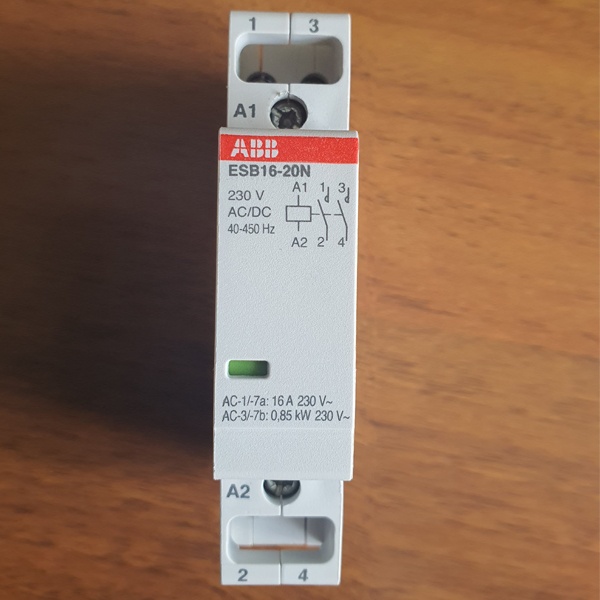 1 3
A1
ABB
ESB16-20N
230 V
AC/DC
40-450 Hz
A1 1 3
A2 2 4
AC-1/-7a: 16 A 230 V~
AC-3/-7b: 0,85 kW 230 V~
A2
2 4